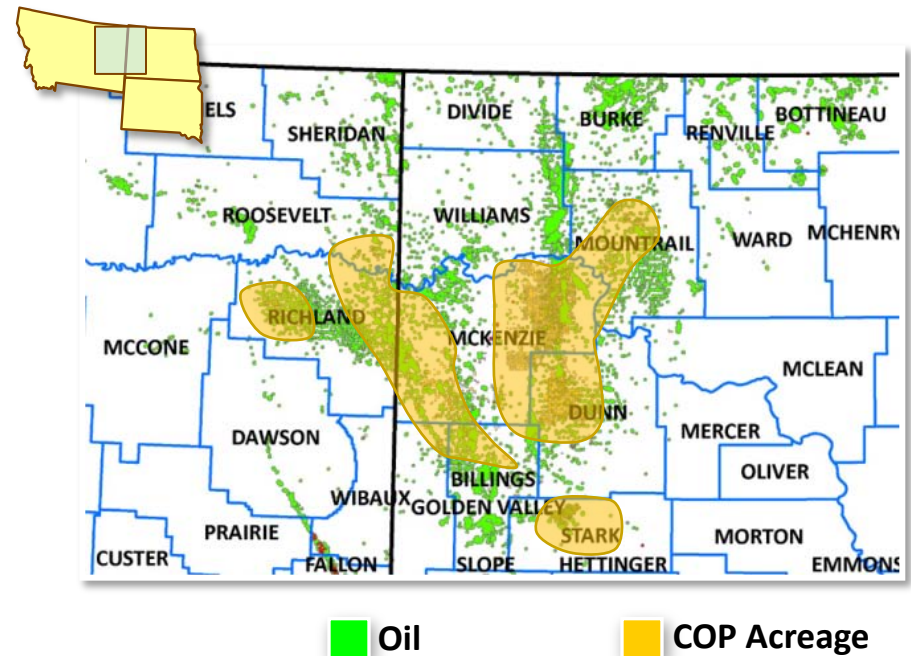 ELS
SHERIDAN
DIVIDE
BURKE
RENVILLE
BOTTINEAU
ROOSEVELT
WILLIAMS
MOUNTRAIL
WARD
MCHENRY
RICHLAND
MCCONE
MCKENZIE
MCLEAN
DAWSON
DUNN
MERCER
OLIVER
WIBAUX
BILLINGS
GOLDEN VALLEY
PRAIRIE
STARK
MORTON
CUSTER
FALLON
SLOPE
HETTINGER
EMMONS
Oil
COP Acreage